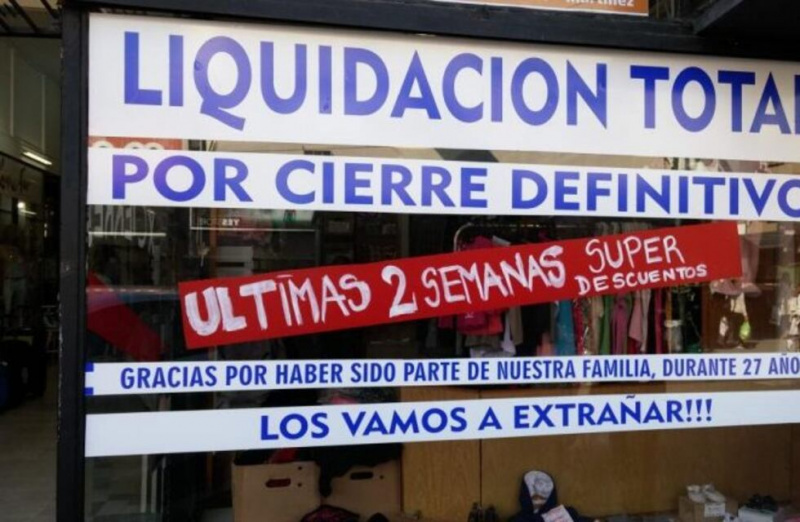 LIQUIDACION TOTAL
POR CIERRE DEFINITIVO
ULTIMAS 2 SEMANAS SUPER
DESCUENTOS
GRACIAS POR HABER SIDO PARTE DE NUESTRA FAMILIA, DURANTE 27 AÑO
LOS VAMOS A EXTRAÑAR!!!